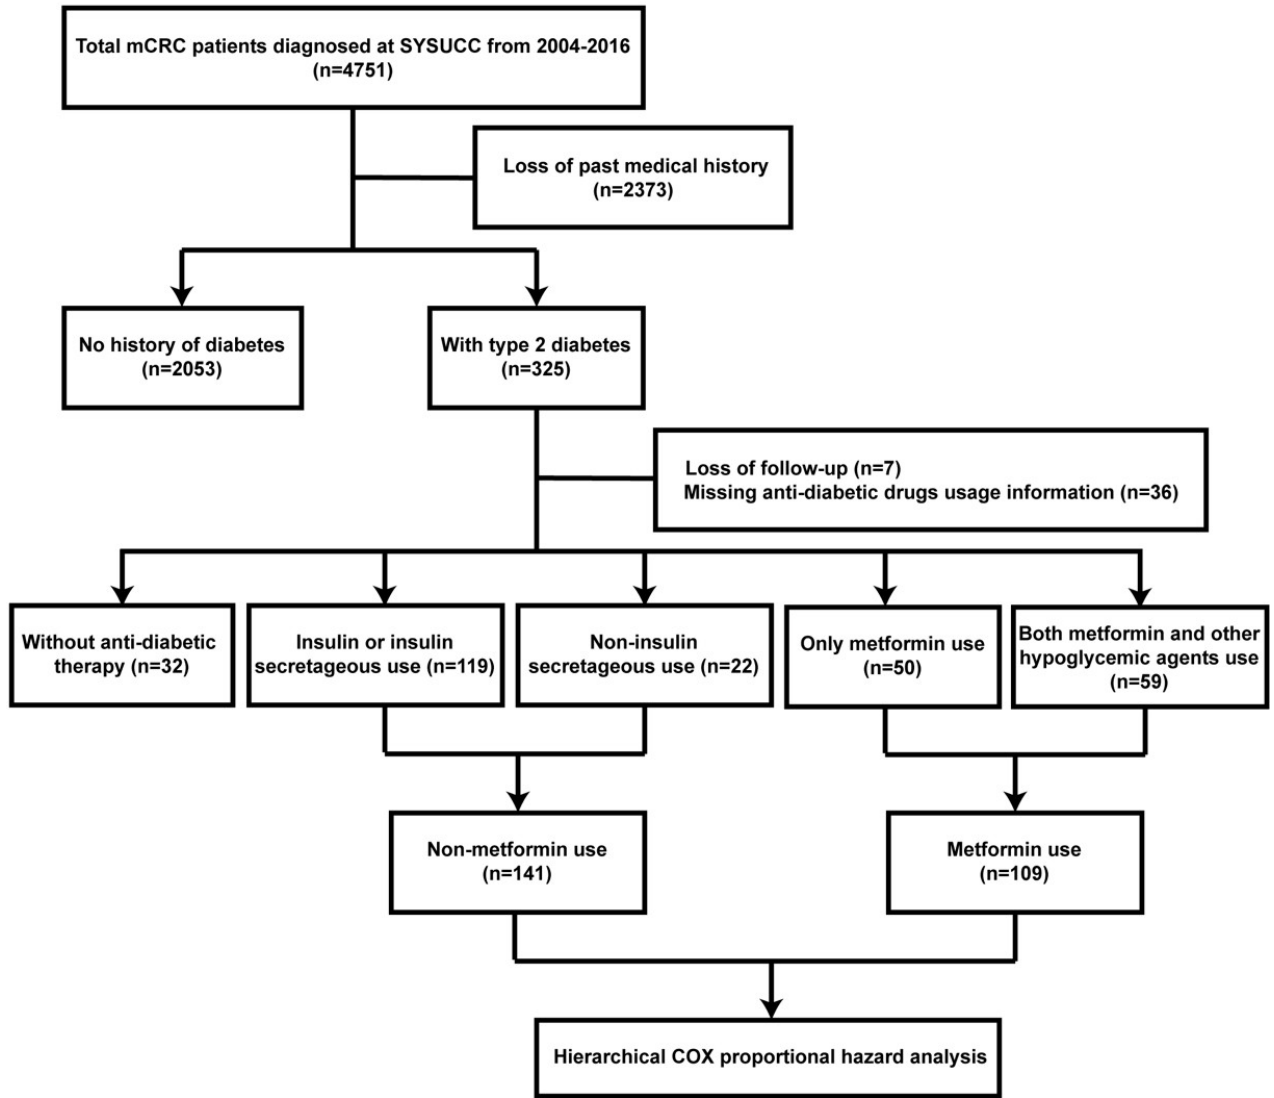 Total mCRC patients diagnosed at SYSUCC from 2004-2016
(n=4751)
Loss of past medical history
(n=2373)
No history of diabetes
(n=2053)
With type 2 diabetes
(n=325)
Loss of follow-up (n=7)
Missing anti-diabetic drugs usage information (n=36)
Without anti-diabetic
therapy (n=32)
Insulin or insulin
secretageous use (n=119)
Non-insulin
secretageous use (n=22)
Only metformin use
(n=50)
Both metformin and other
hypoglycemic agents use
(n=59)
Non-metformin use
(n=141)
Metformin use
(n=109)
Hierarchical COX proportional hazard analysis